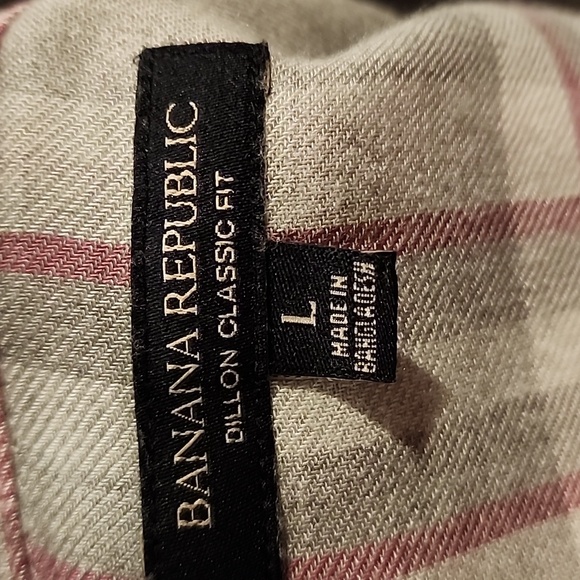 BANANA REPUBLIC
DILLON CLASSIC FIT
L
MADE IN
BANGLADESH